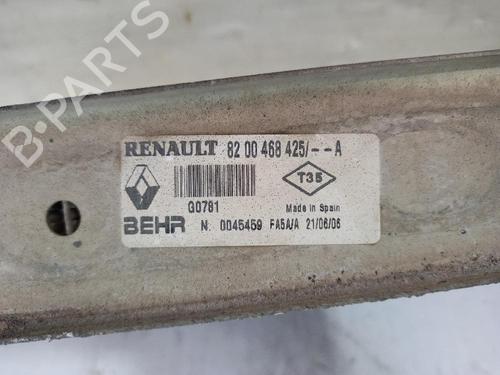 RENAULT 82 00 468 425/--A
T35
G0781
Made in Spain
BEHR N. 0045459 FA5A/A 21/06/06
B-PARTS